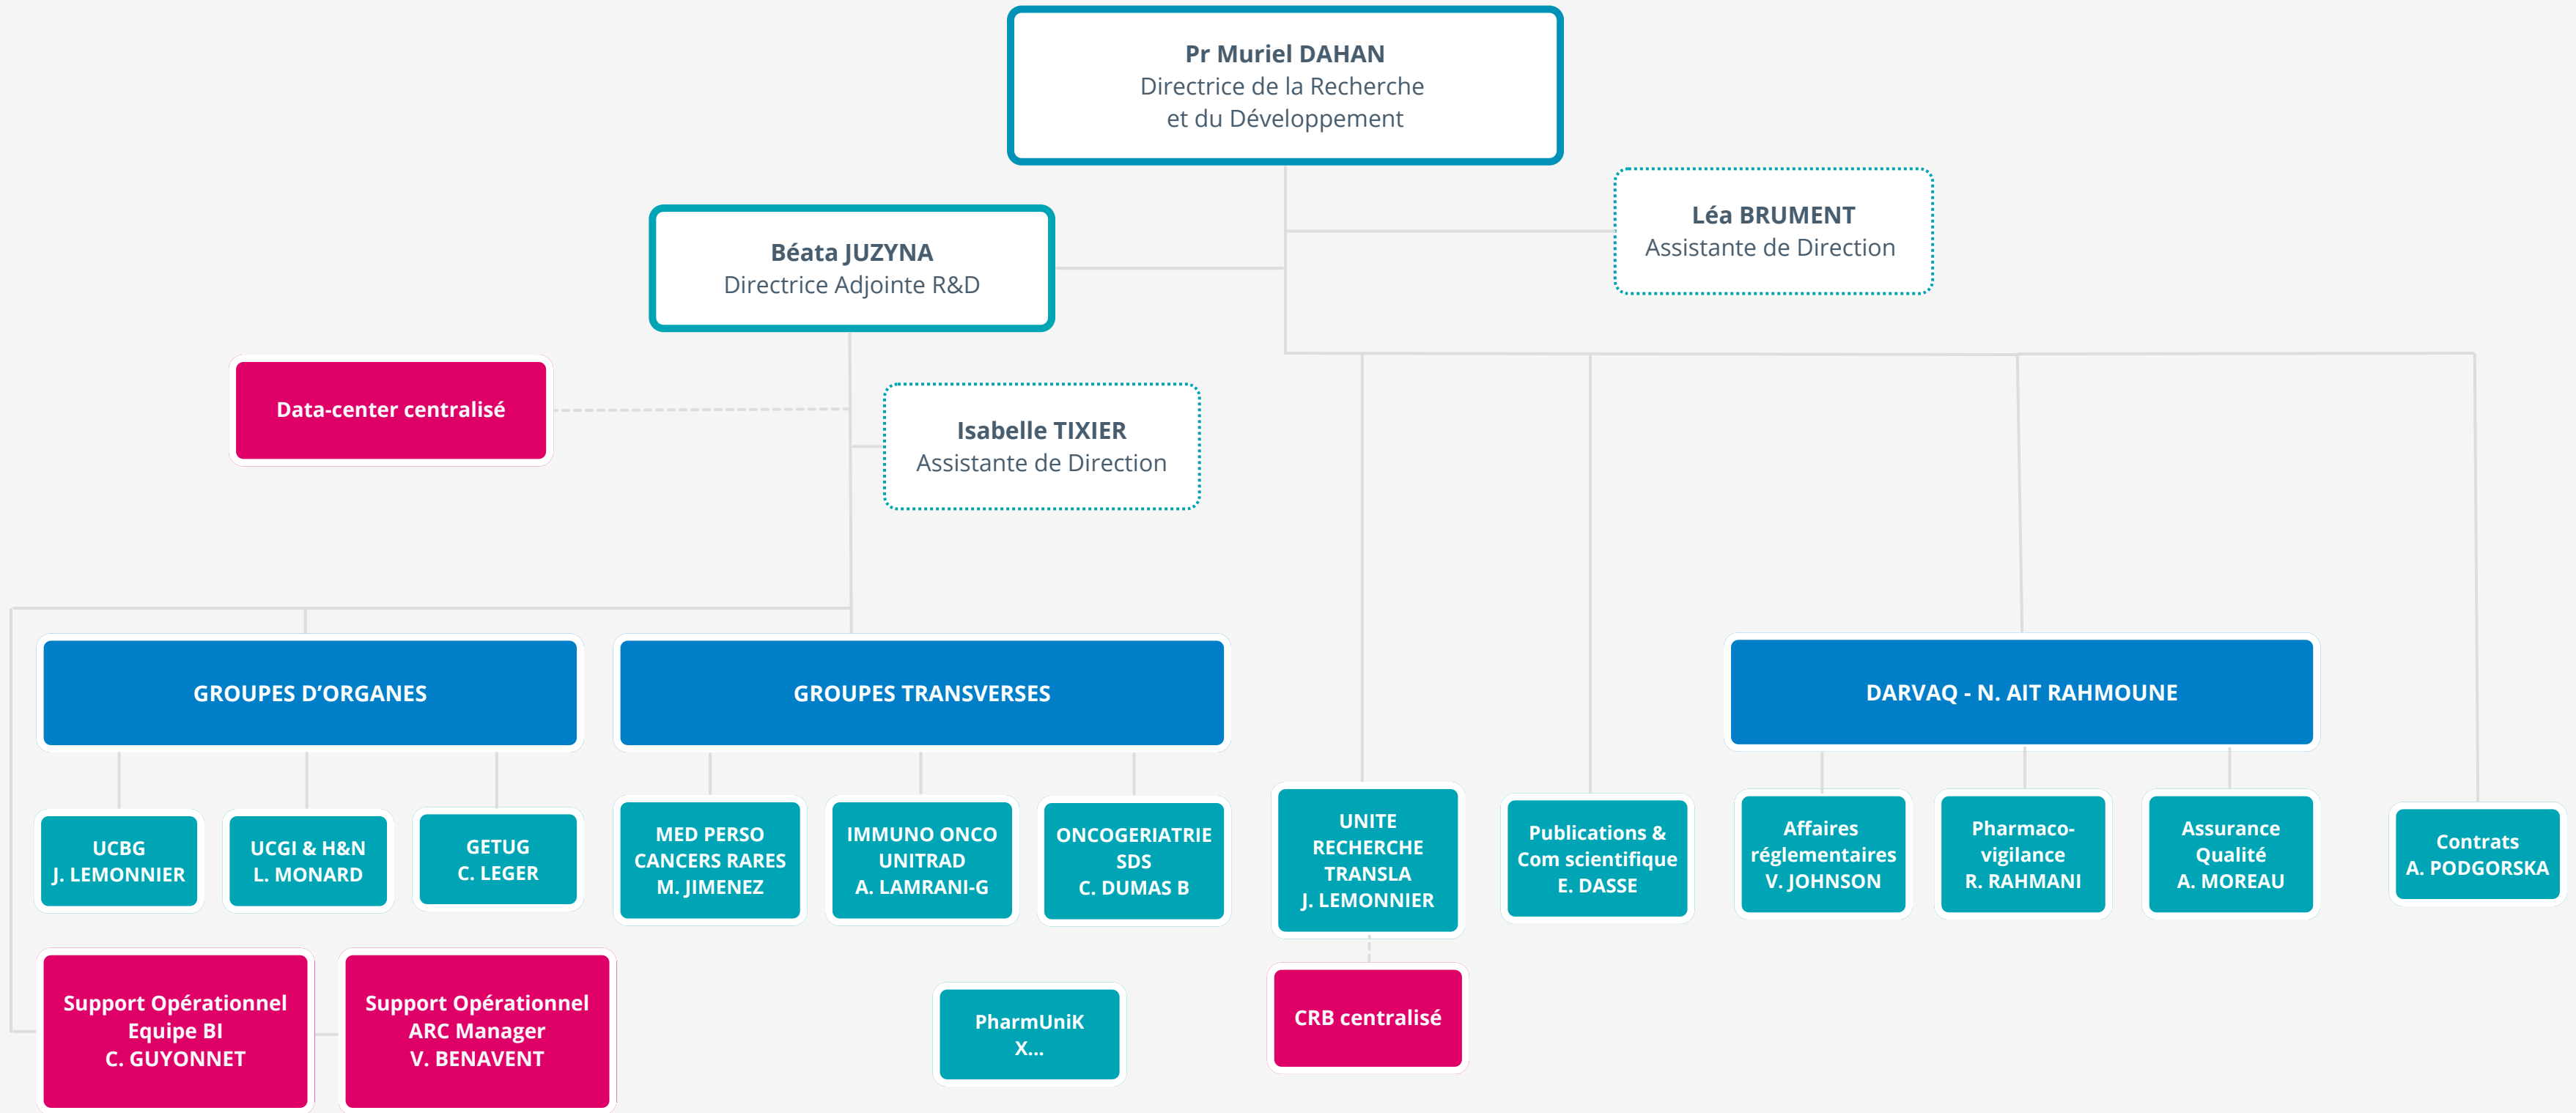 Pr Muriel DAHAN
Directrice de la Recherche
et du Développement
Léa BRUMENT
Assistante de Direction
Béata JUZYNA
Directrice Adjointe R&D
Data-center centralisé
Isabelle TIXIER
Assistante de Direction
GROUPES D’ORGANES
GROUPES TRANSVERSES
DARVAQ - N. AIT RAHMOUNE
UCBG
J. LEMONNIER
UCGI & H&N
L. MONARD
GETUG
C. LEGER
MED PERSO
CANCERS RARES
M. JIMENEZ
IMMUNO ONCO
UNITRAD
A. LAMRANI-G
ONCOGERIATRIE
SDS
C. DUMAS B
UNITE
RECHERCHE
TRANSLA
J. LEMONNIER
Publications &
Com scientifique
E. DASSE
Affaires
réglementaires
V. JOHNSON
Pharmaco-
vigilance
R. RAHMANI
Assurance
Qualité
A. MOREAU
Contrats
A. PODGORSKA
Support Opérationnel
Equipe BI
C. GUYONNET
Support Opérationnel
ARC Manager
V. BENAVENT
PharmUniK
X...
CRB centralisé